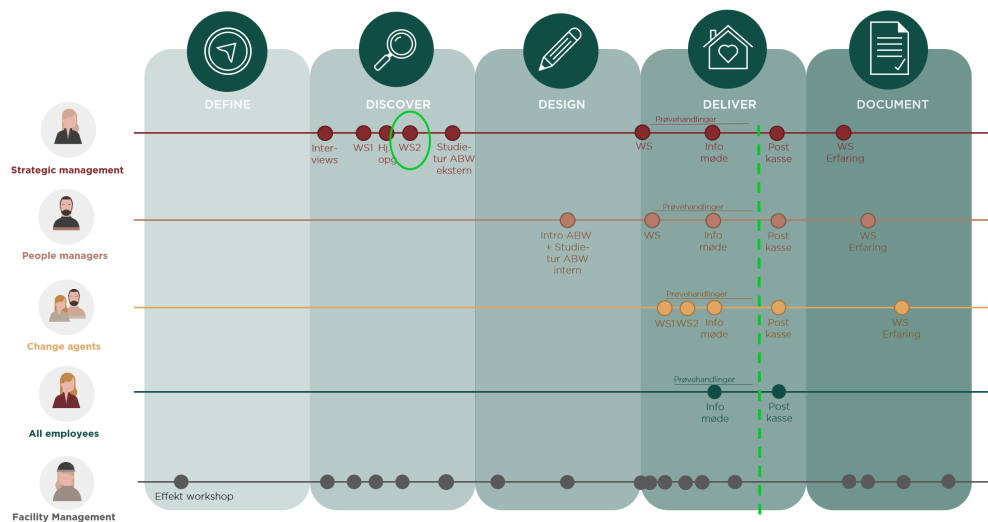 DEFINE
DISCOVER
DESIGN
DELIVER
DOCUMENT
Strategic management
Inter-
views
WS1
Hj.
opg
WS2
Studie-
tur ABW
ekstern
WS
Prøvehandlinger
Info
møde
Post
kasse
WS
Erfaring
People managers
Intro ABW
+ Studie-
tur ABW
intern
WS
Prøvehandlinger
Info
møde
Post
kasse
WS
Erfaring
Change agents
WS1
WS2
Prøvehandlinger
Info
møde
Post
kasse
WS
Erfaring
All employees
Prøvehandlinger
Info
møde
Post
kasse
Facility Management
Effekt workshop